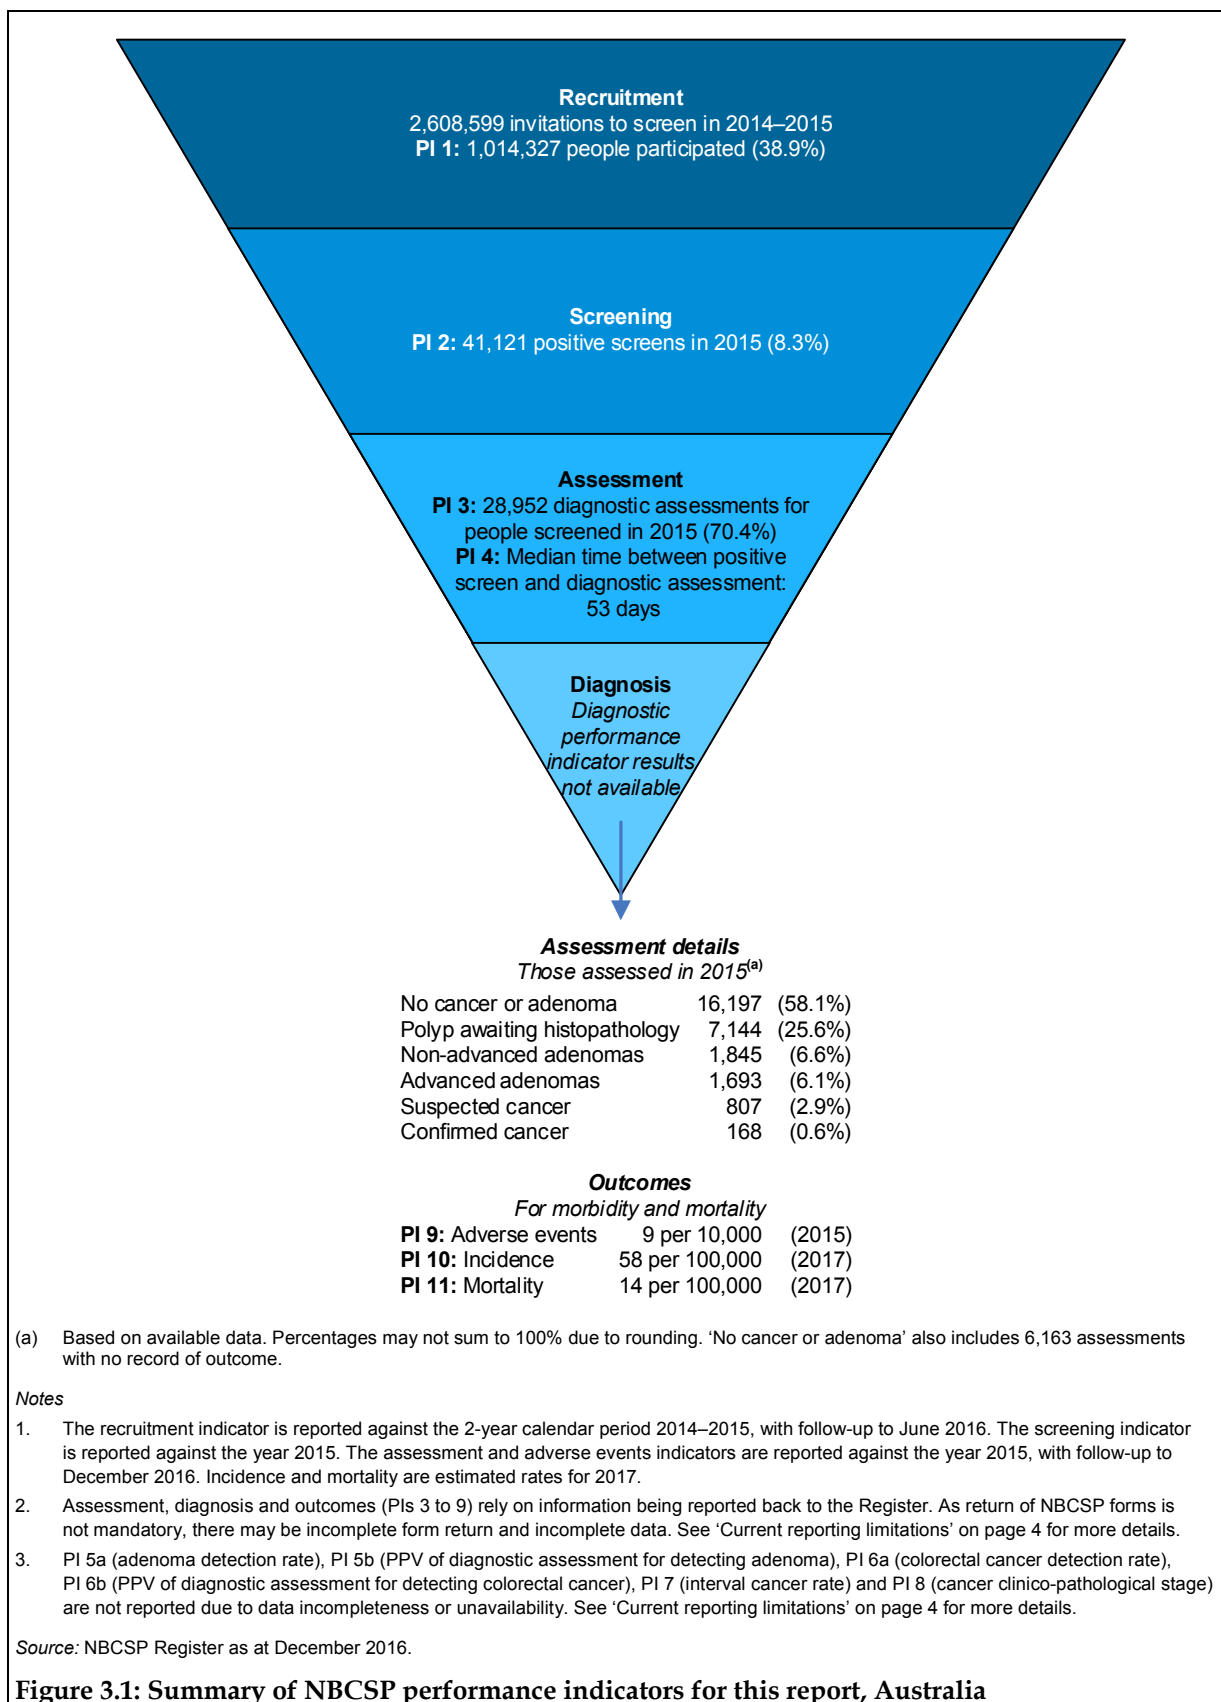 Recruitment
2,608,599 invitations to screen in 2014–2015
PI 1: 1,014,327 people participated (38.9%)
Screening
PI 2: 41,121 positive screens in 2015 (8.3%)
Assessment
PI 3: 28,952 diagnostic assessments for
people screened in 2015 (70.4%)
PI 4: Median time between positive
screen and diagnostic assessment:
53 days
Diagnosis
Diagnostic
performance
indicator results
not available
Assessment details
Those assessed in 2015(a)
No cancer or adenoma 16,197 (58.1%)
Polyp awaiting histopathology 7,144 (25.6%)
Non-advanced adenomas 1,845 (6.6%)
Advanced adenomas 1,693 (6.1%)
Suspected cancer 807 (2.9%)
Confirmed cancer 168 (0.6%)
Outcomes
For morbidity and mortality
PI 9: Adverse events 9 per 10,000 (2015)
PI 10: Incidence 58 per 100,000 (2017)
PI 11: Mortality 14 per 100,000 (2017)
(a) Based on available data. Percentages may not sum to 100% due to rounding. ‘No cancer or adenoma’ also includes 6,163 assessments
with no record of outcome.
Notes
1. The recruitment indicator is reported against the 2-year calendar period 2014–2015, with follow-up to June 2016. The screening indicator
is reported against the year 2015. The assessment and adverse events indicators are reported against the year 2015, with follow-up to
December 2016. Incidence and mortality are estimated rates for 2017.
2. Assessment, diagnosis and outcomes (PIs 3 to 9) rely on information being reported back to the Register. As return of NBCSP forms is
not mandatory, there may be incomplete form return and incomplete data. See ‘Current reporting limitations’ on page 4 for more details.
3. PI 5a (adenoma detection rate), PI 5b (PPV of diagnostic assessment for detecting adenoma), PI 6a (colorectal cancer detection rate),
PI 6b (PPV of diagnostic assessment for detecting colorectal cancer), PI 7 (interval cancer rate) and PI 8 (cancer clinico-pathological stage)
are not reported due to data incompleteness or unavailability. See ‘Current reporting limitations’ on page 4 for more details.
Source: NBCSP Register as at December 2016.
Figure 3.1: Summary of NBCSP performance indicators for this report, Australia